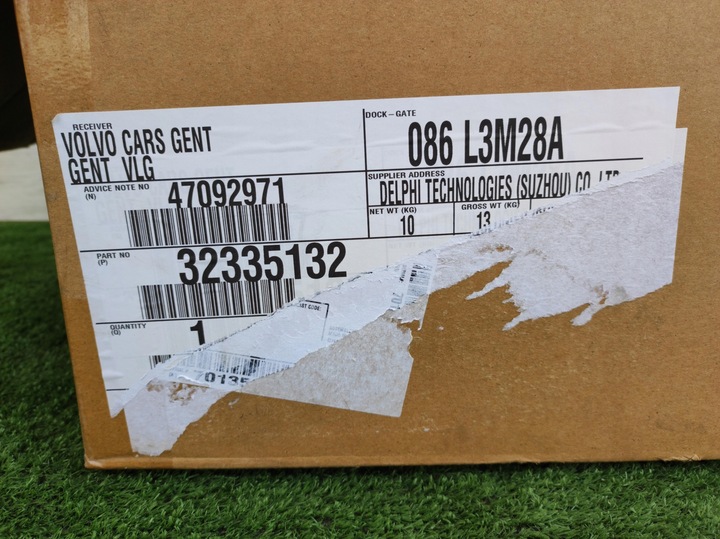 RECEIVER
VOLVO CARS GENT
GENT VLG
DOCK-GATE
086 L3M28A
ADVICE NOTE NO
(N)
47092971
SUPPLIER ADDRESS
DELPHI TECHNOLOGIES (SUZHOU) CO
NET WT (KG)
10
GROSS WT (KG)
13
PART NO
(P)
32335132
QUANTITY
(Q)
1